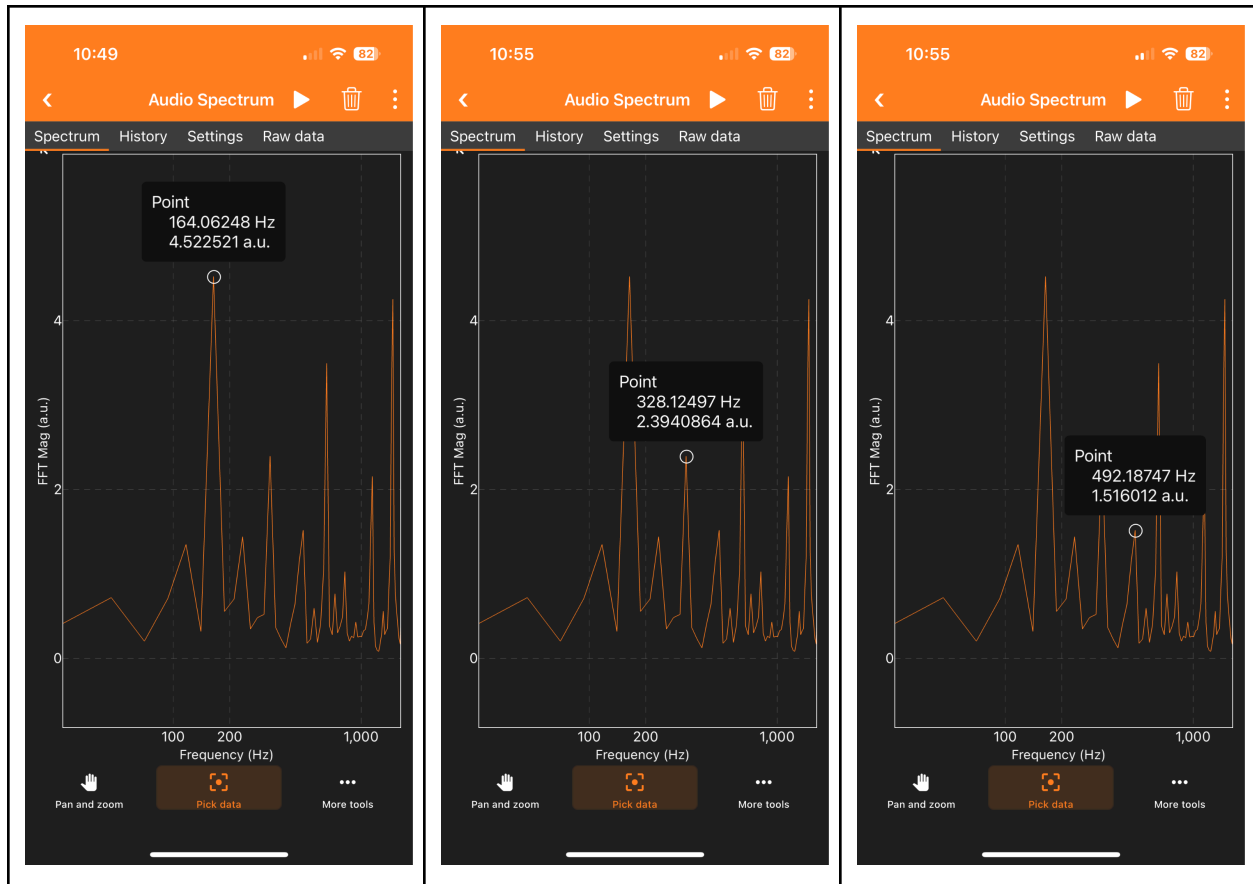 10:49
82
Audio Spectrum
Spectrum History Settings Raw data
Point
164.06248 Hz
4.522521 a.u.
4
2
0
FFT Mag (a.u.)
100 200 1,000
Frequency (Hz)
Pan and zoom Pick data More tools
10:55
82
Audio Spectrum
Spectrum History Settings Raw data
Point
328.12497 Hz
2.3940864 a.u.
4
2
0
FFT Mag (a.u.)
100 200 1,000
Frequency (Hz)
Pan and zoom Pick data More tools
10:55
82
Audio Spectrum
Spectrum History Settings Raw data
Point
492.18747 Hz
1.516012 a.u.
4
2
0
FFT Mag (a.u.)
100 200 1,000
Frequency (Hz)
Pan and zoom Pick data More tools